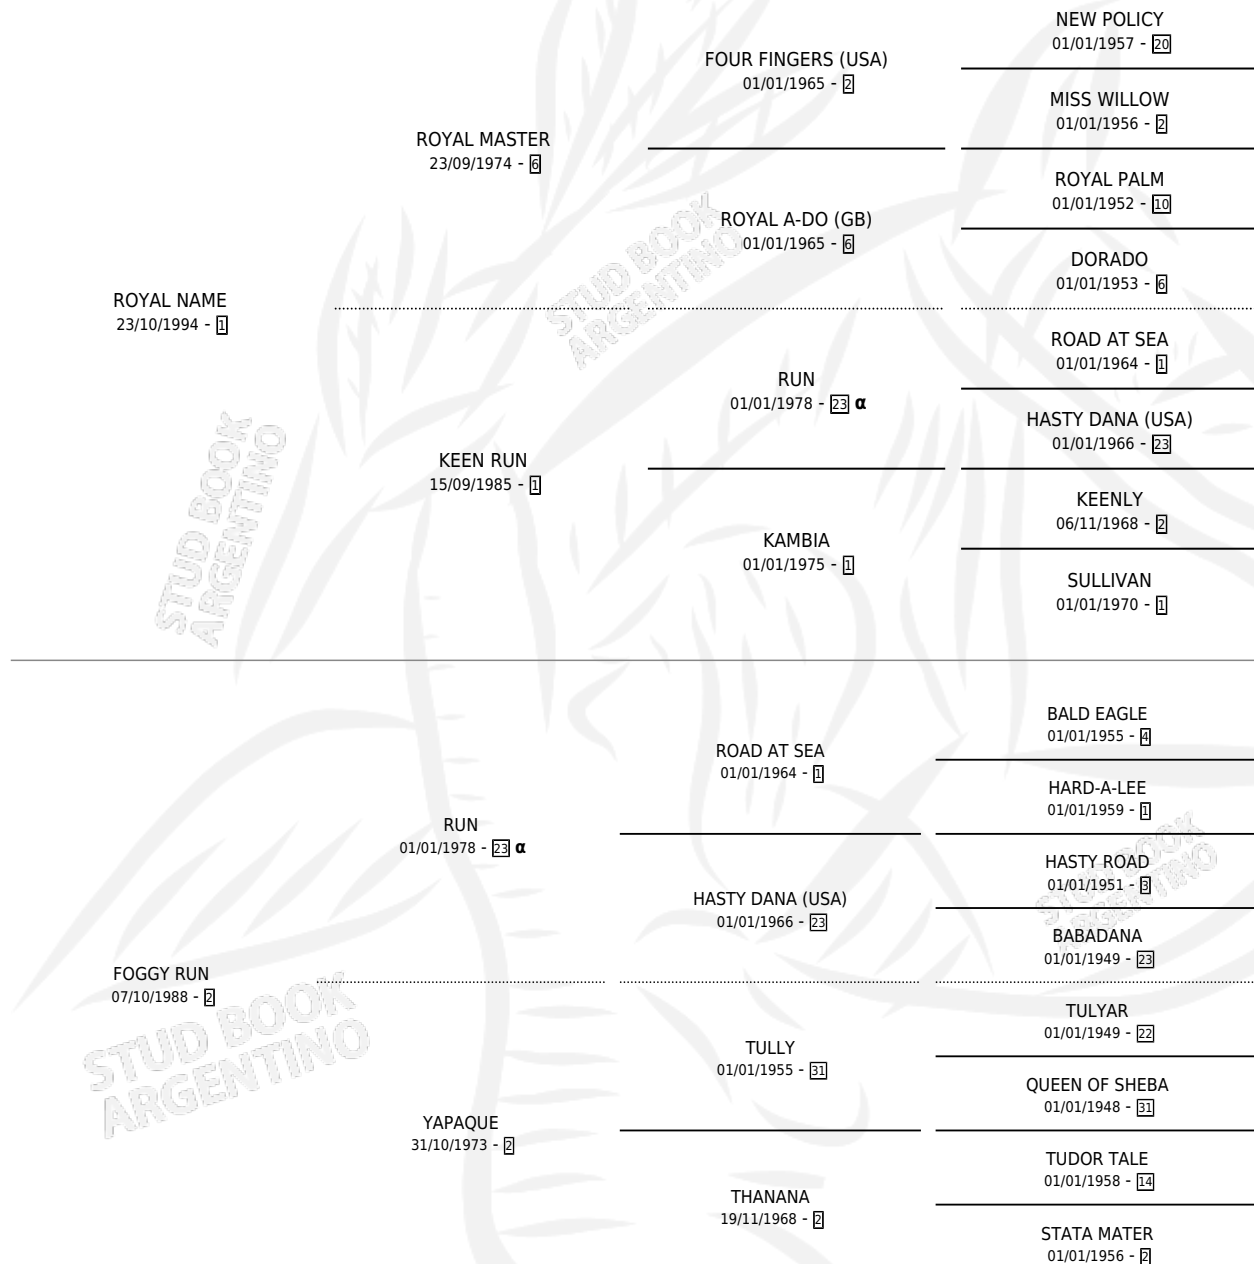 NEW POLICY
01/01/1957 - 20
FOUR FINGERS (USA)
01/01/1965 - 2
MISS WILLOW
01/01/1956 - 2
ROYAL MASTER
23/09/1974 - 6
ROYAL PALM
01/01/1952 - 10
ROYAL A-DO (GB)
01/01/1965 - 6
DORADO
01/01/1953 - 6
ROYAL NAME
23/10/1994 - 1
ROAD AT SEA
01/01/1964 - 1
RUN
01/01/1978 - 23 α
HASTY DANA (USA)
01/01/1966 - 23
KEEN RUN
15/09/1985 - 1
KEENLY
06/11/1968 - 2
KAMBIA
01/01/1975 - 1
SULLIVAN
01/01/1970 - 1
BALD EAGLE
01/01/1955 - 4
ROAD AT SEA
01/01/1964 - 1
HARD-A-LEE
01/01/1959 - 1
RUN
01/01/1978 - 23 α
HASTY ROAD
01/01/1951 - 3
HASTY DANA (USA)
01/01/1966 - 23
BABADANA
01/01/1949 - 23
FOGGY RUN
07/10/1988 - 2
TULYAR
01/01/1949 - 22
TULLY
01/01/1955 - 31
QUEEN OF SHEBA
01/01/1948 - 31
YAPAQUE
31/10/1973 - 2
TUDOR TALE
01/01/1958 - 14
THANANA
19/11/1968 - 2
STATA MATER
01/01/1956 - 2
STUD BOOK
ARGENTINO
STUD BOOK
ARGENTINO
STUD BOOK
ARGENTINO
STUD BOOK
ARGENTINO